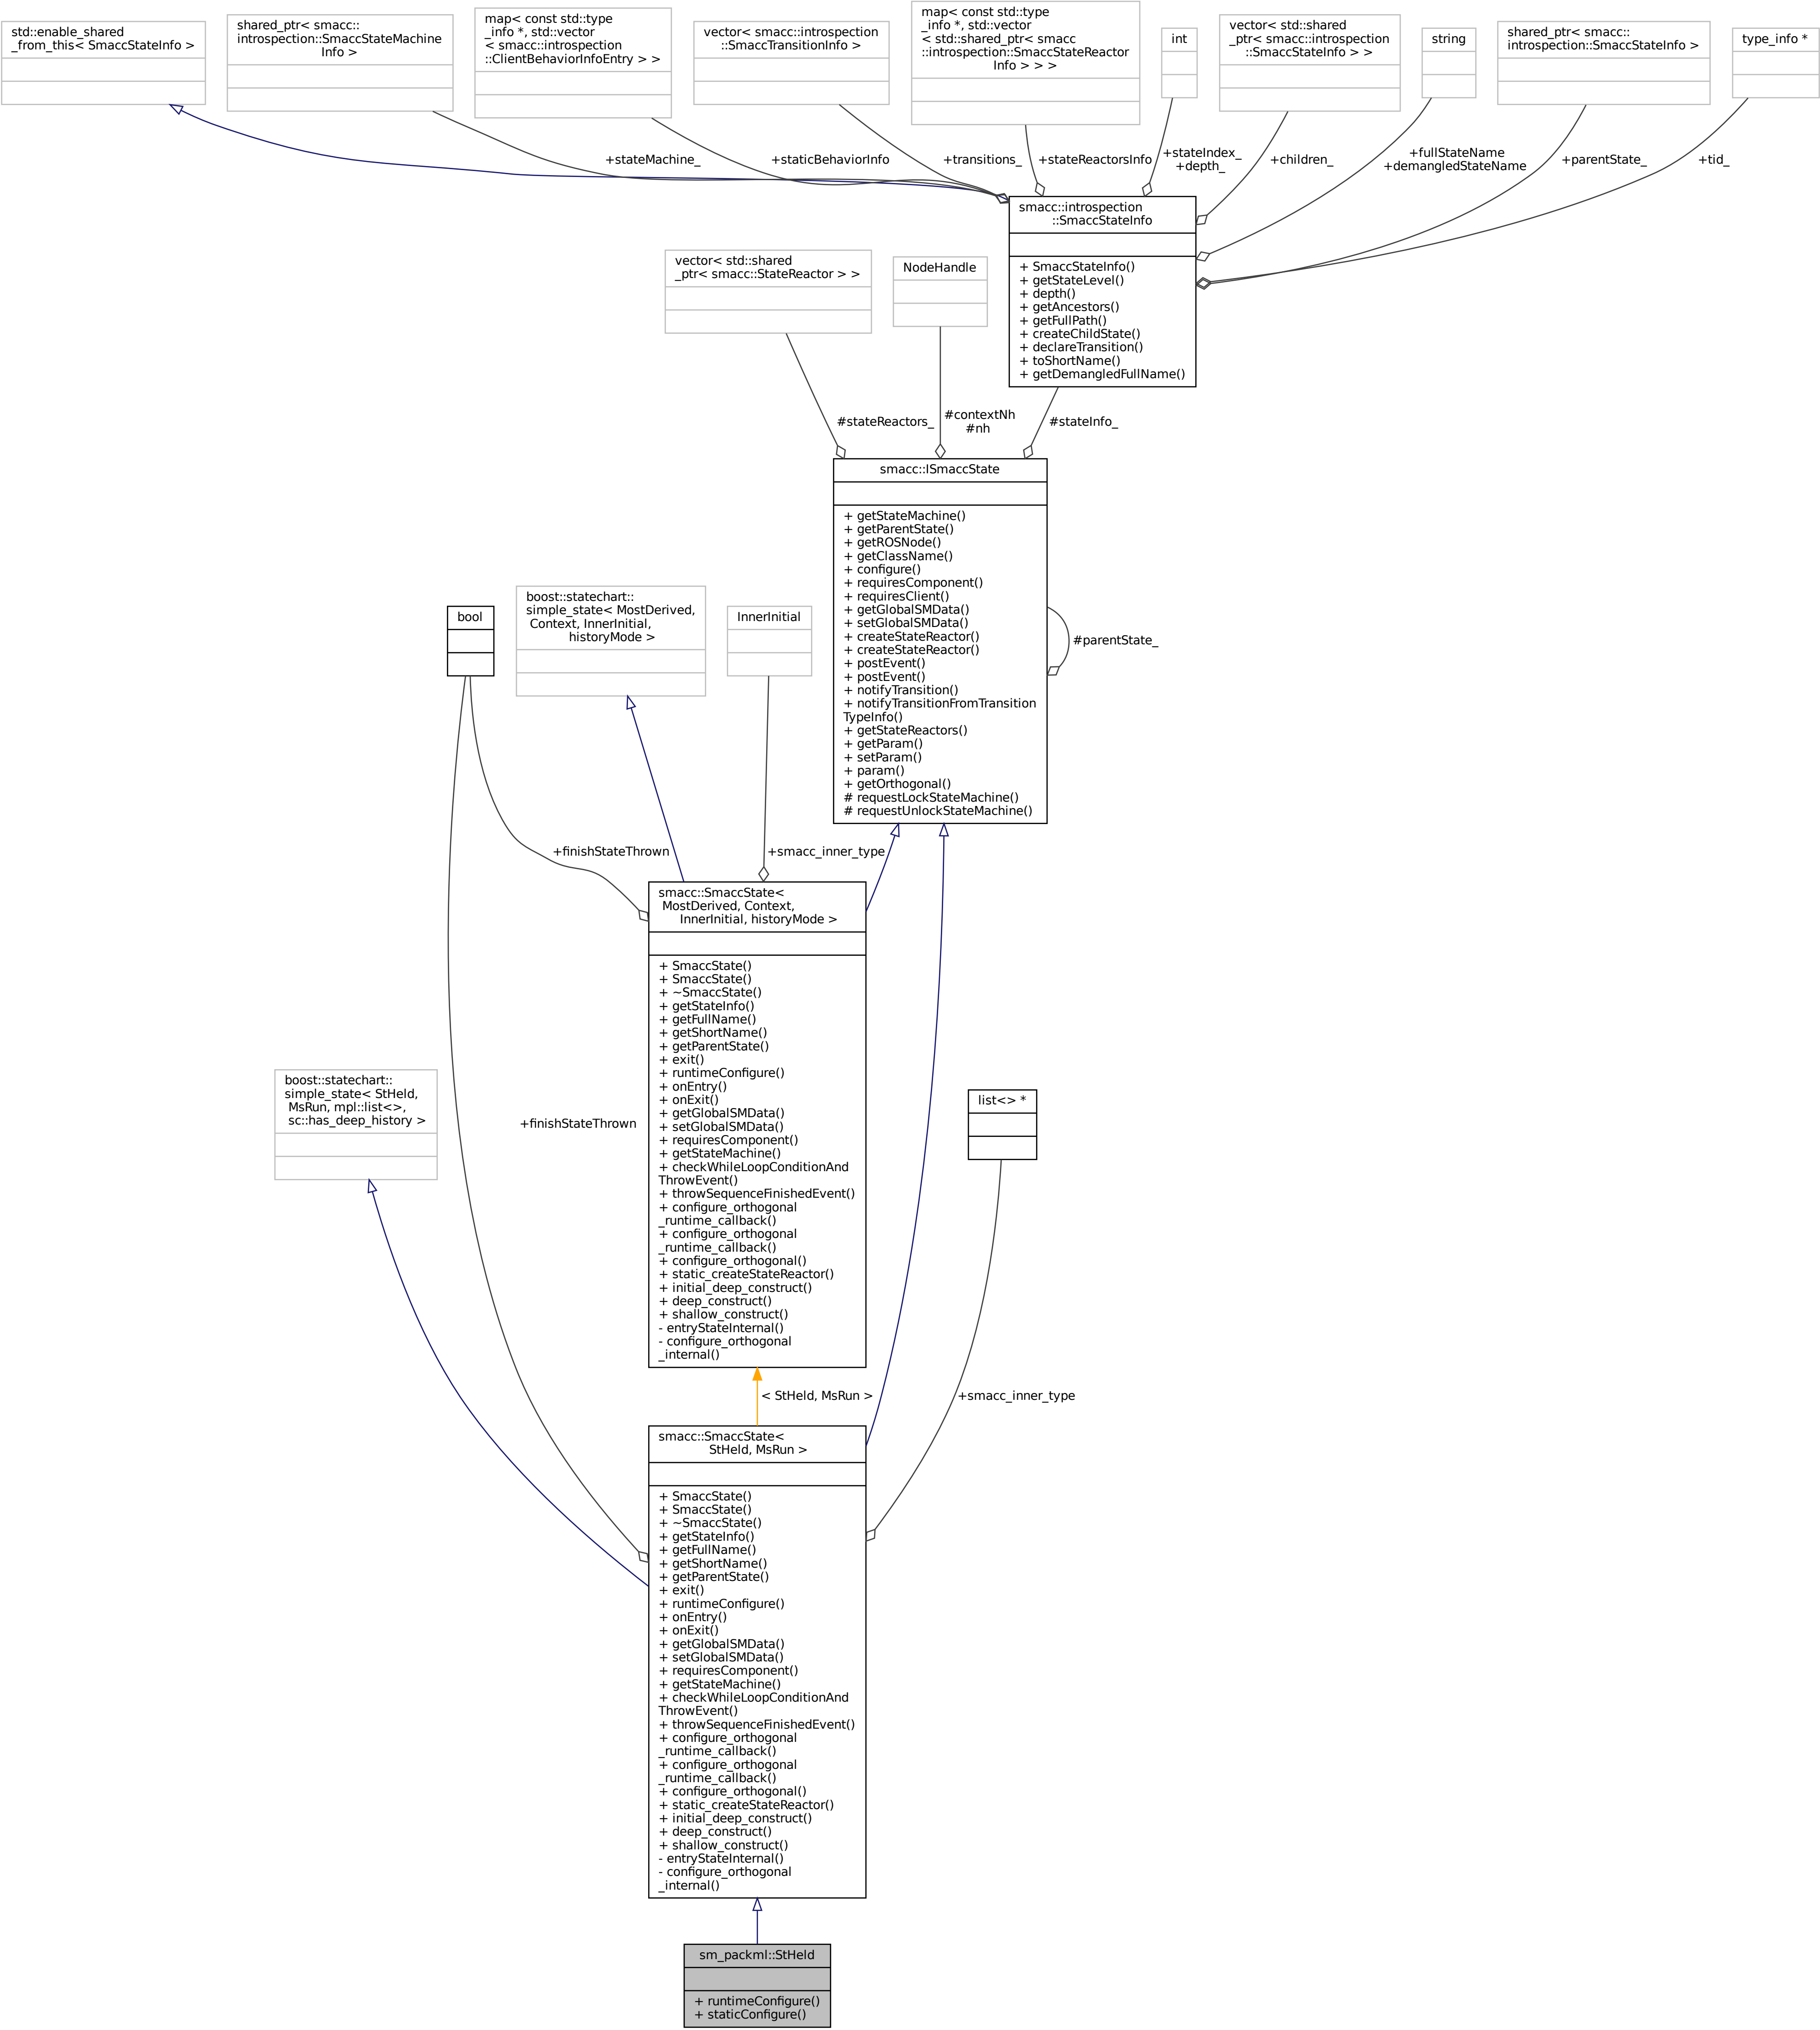 std::enable_shared
_from_this< SmaccStateInfo >
shared_ptr< smacc::
introspection::SmaccStateMachine
Info >
map< const std::type
_info *, std::vector
< smacc::introspection
::ClientBehaviorInfoEntry > >
vector< smacc::introspection
::SmaccTransitionInfo >
map< const std::type
_info *, std::vector
< std::shared_ptr< smacc
::introspection::SmaccStateReactor
Info > > >
int
vector< std::shared
_ptr< smacc::introspection
::SmaccStateInfo > >
string
shared_ptr< smacc::
introspection::SmaccStateInfo >
type_info *
+stateMachine_
+staticBehaviorInfo
+transitions_
+stateReactorsInfo
+stateIndex_
+depth_
+children_
+fullStateName
+demangledStateName
+parentState_
+tid_
smacc::introspection
::SmaccStateInfo
+ SmaccStateInfo()
+ getStateLevel()
+ depth()
+ getAncestors()
+ getFullPath()
+ createChildState()
+ declareTransition()
+ toShortName()
+ getDemangledFullName()
vector< std::shared
_ptr< smacc::StateReactor > >
NodeHandle
#stateReactors_
#contextNh
#nh
#stateInfo_
smacc::ISmaccState
+ getStateMachine()
+ getParentState()
+ getROSNode()
+ getClassName()
+ configure()
+ requiresComponent()
+ requiresClient()
+ getGlobalSMData()
+ setGlobalSMData()
+ createStateReactor()
+ createStateReactor()
+ postEvent()
+ postEvent()
+ notifyTransition()
+ notifyTransitionFromTransition
TypeInfo()
+ getStateReactors()
+ getParam()
+ setParam()
+ param()
+ getOrthogonal()
# requestLockStateMachine()
# requestUnlockStateMachine()
#parentState_
bool
boost::statechart::
simple_state< MostDerived,
Context, InnerInitial,
historyMode >
InnerInitial
+finishStateThrown
+smacc_inner_type
smacc::SmaccState<
MostDerived, Context,
InnerInitial, historyMode >
+ SmaccState()
+ SmaccState()
+ ~SmaccState()
+ getStateInfo()
+ getFullName()
+ getShortName()
+ getParentState()
+ exit()
+ runtimeConfigure()
+ onEntry()
+ onExit()
+ getGlobalSMData()
+ setGlobalSMData()
+ requiresComponent()
+ getStateMachine()
+ checkWhileLoopConditionAnd
ThrowEvent()
+ throwSequenceFinishedEvent()
+ configure_orthogonal
_runtime_callback()
+ configure_orthogonal
_runtime_callback()
+ configure_orthogonal()
+ static_createStateReactor()
+ initial_deep_construct()
+ deep_construct()
+ shallow_construct()
- entryStateInternal()
- configure_orthogonal
_internal()
boost::statechart::
simple_state< StHeld,
MsRun, mpl::list<>,
sc::has_deep_history >
+finishStateThrown
list<> *
< StHeld, MsRun >
+smacc_inner_type
smacc::SmaccState<
StHeld, MsRun >
+ SmaccState()
+ SmaccState()
+ ~SmaccState()
+ getStateInfo()
+ getFullName()
+ getShortName()
+ getParentState()
+ exit()
+ runtimeConfigure()
+ onEntry()
+ onExit()
+ getGlobalSMData()
+ setGlobalSMData()
+ requiresComponent()
+ getStateMachine()
+ checkWhileLoopConditionAnd
ThrowEvent()
+ throwSequenceFinishedEvent()
+ configure_orthogonal
_runtime_callback()
+ configure_orthogonal
_runtime_callback()
+ configure_orthogonal()
+ static_createStateReactor()
+ initial_deep_construct()
+ deep_construct()
+ shallow_construct()
- entryStateInternal()
- configure_orthogonal
_internal()
sm_packml::StHeld
+ runtimeConfigure()
+ staticConfigure()